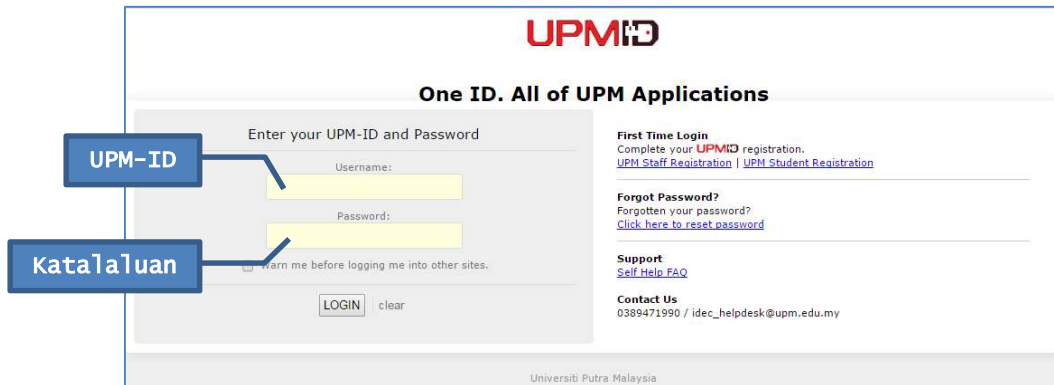 UPMID
One ID. All of UPM Applications
Enter your UPM-ID and Password
UPM-ID
Username:
Password:
Katalaluan
Warn me before logging me into other sites.
LOGIN clear
First Time Login
Complete your UPMID registration.
UPM Staff Registration | UPM Student Registration
Forgot Password?
Forgotten your password?
Click here to reset password
Support
Self Help FAQ
Contact Us
0389471990 / idec_helpdesk@upm.edu.my
Universiti Putra Malaysia